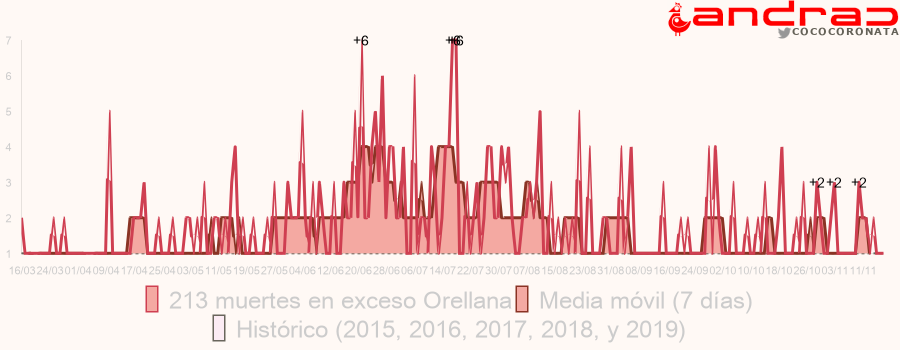 andrac
COCOCORONATA
7
6
5
4
3
2
1
+6
+6
+6
+2
+2
+2
16/03 24/03 01/04 09/04 17/04 25/04 03/05 11/05 19/05 27/05 04/06 12/06 20/06 28/06 06/07 14/07 22/07 30/07 07/08 15/08 23/08 31/08 08/09 16/09 24/09 02/10 10/10 18/10 26/10 03/11 11/11
213 muertes en exceso Orellana Media móvil (7 días)
Histórico (2015, 2016, 2017, 2018, y 2019)